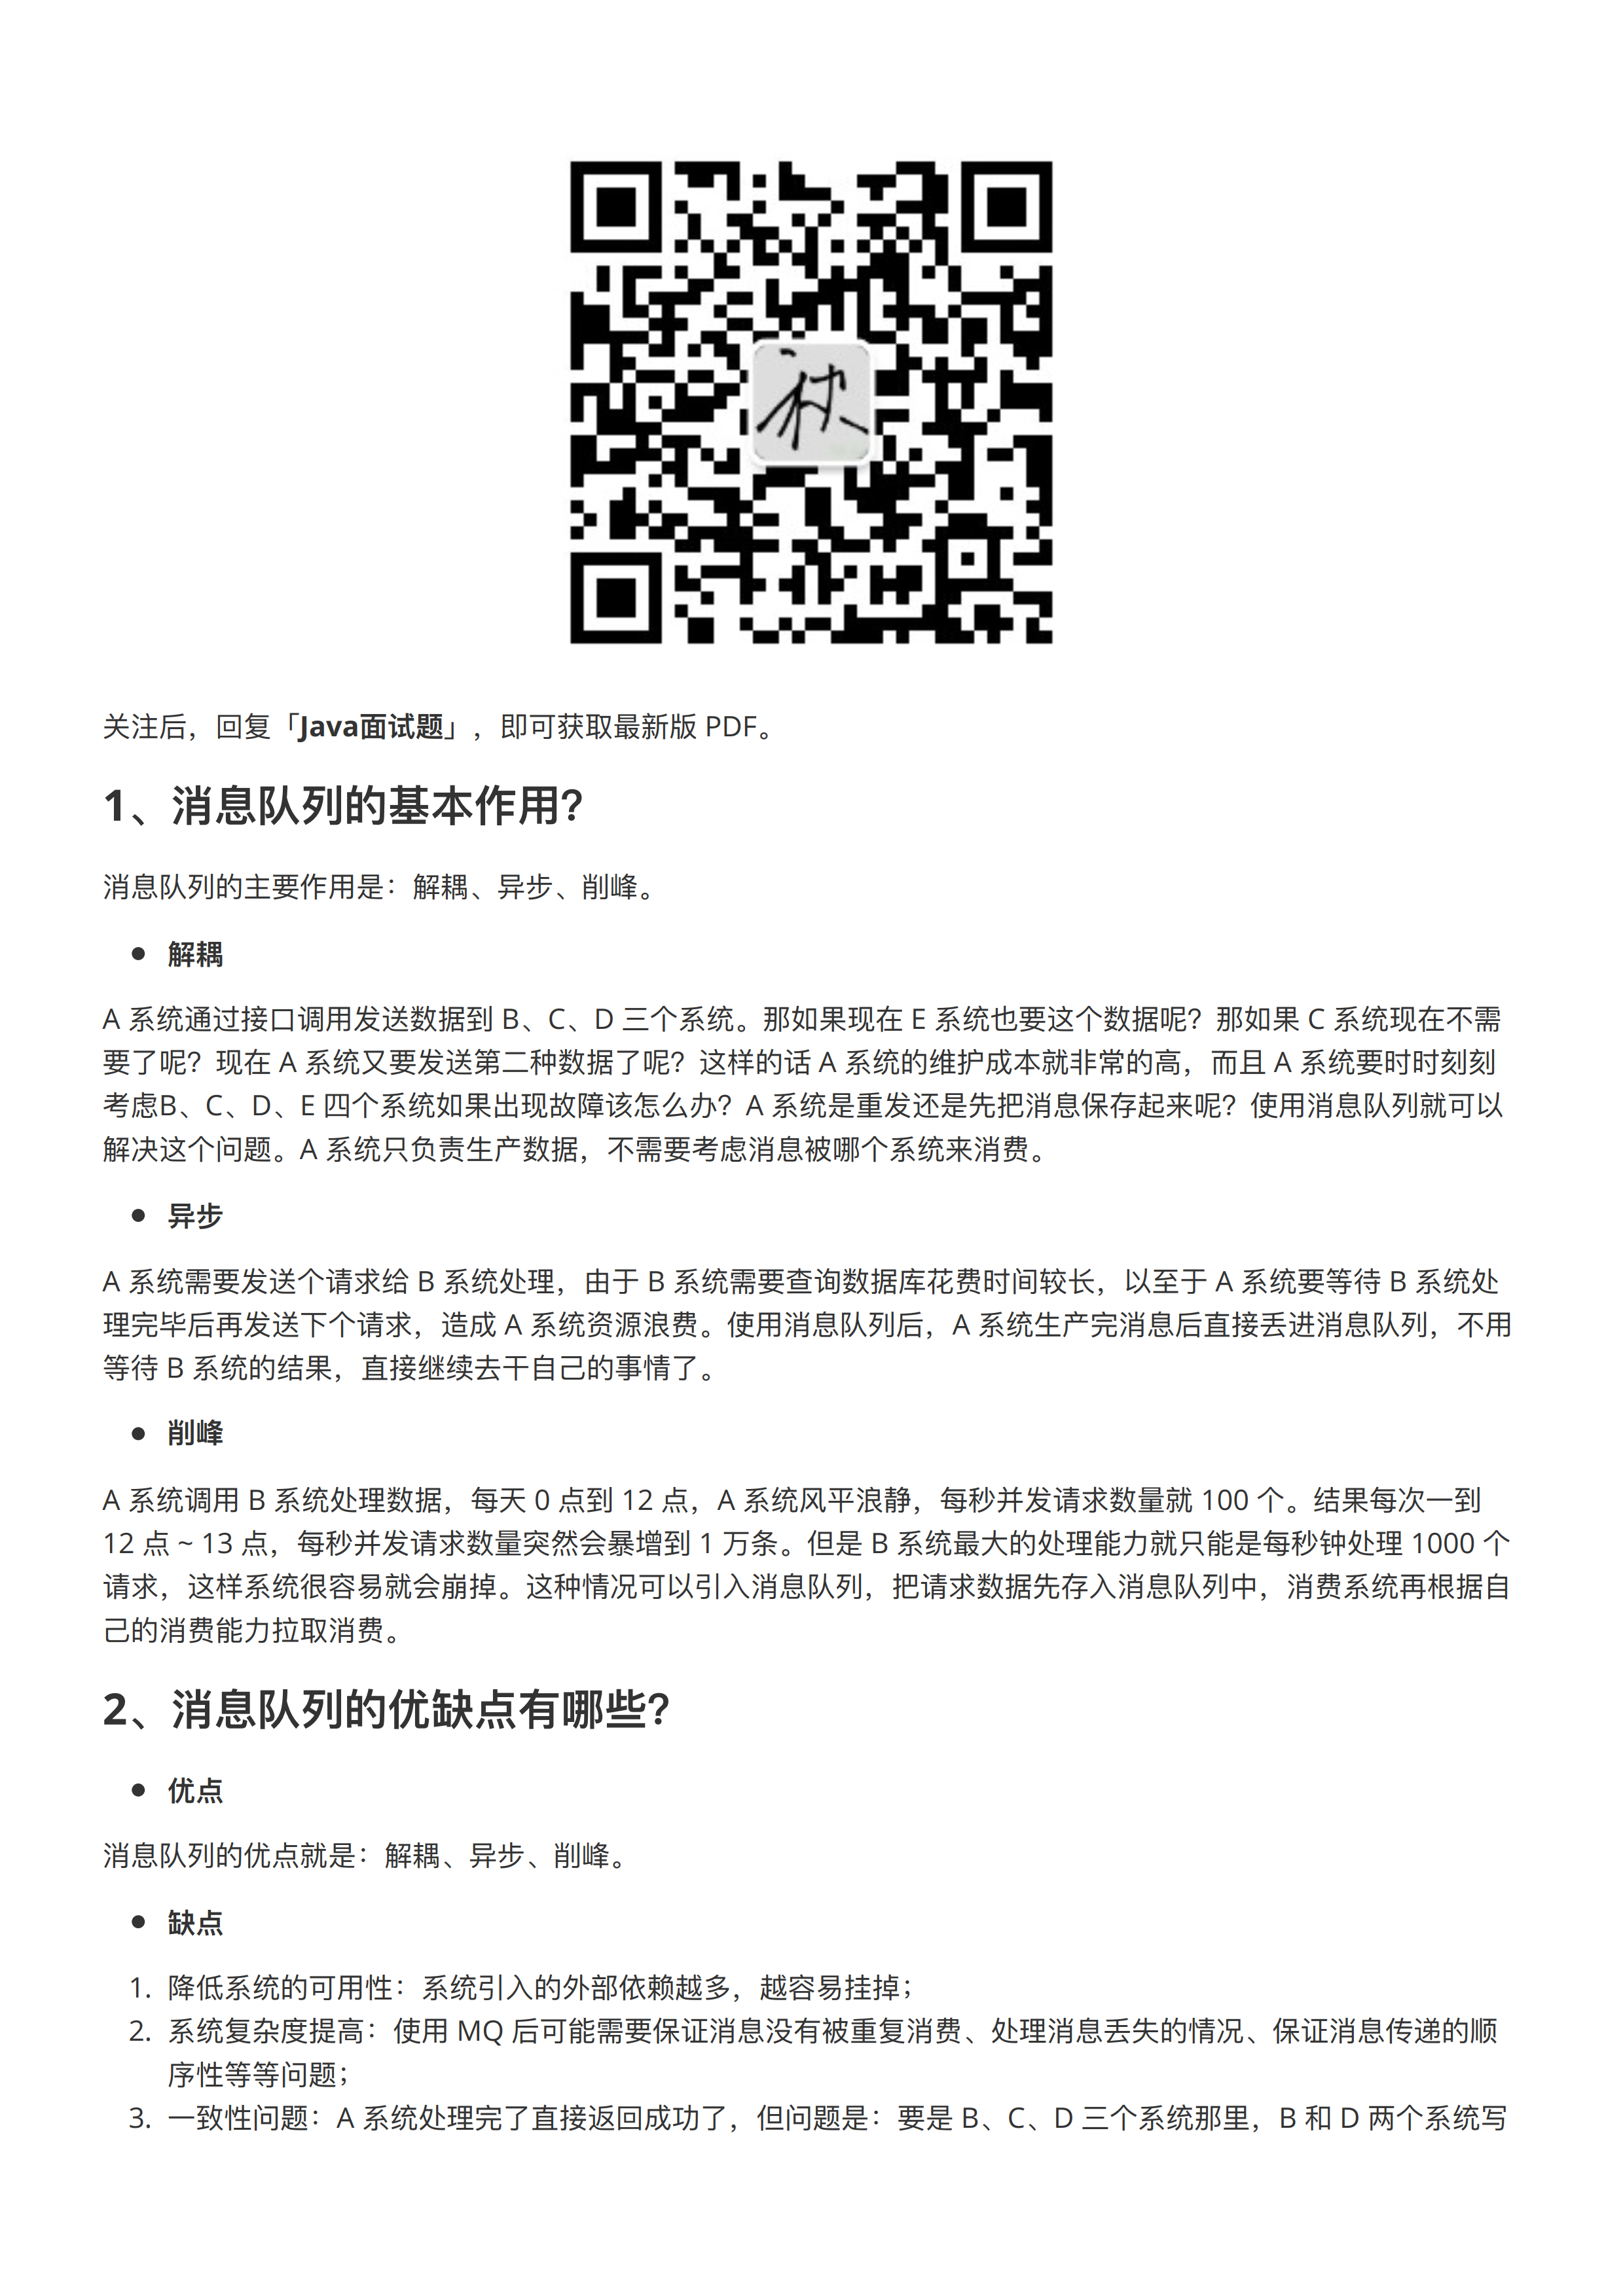 秋
关注后，回复「Java面试题」，即可获取最新版 PDF。
1、消息队列的基本作用？
消息队列的主要作用是：解耦、异步、削峰。
• 解耦
A 系统通过接口调用发送数据到 B、C、D 三个系统。那如果现在 E 系统也要这个数据呢？那如果 C 系统现在不需
要了呢？现在 A 系统又要发送第二种数据了呢？这样的话 A 系统的维护成本就非常的高，而且 A 系统要时时刻刻
考虑B、C、D、E 四个系统如果出现故障该怎么办？A 系统是重发还是先把消息保存起来呢？使用消息队列就可以
解决这个问题。A 系统只负责生产数据，不需要考虑消息被哪个系统来消费。
• 异步
A 系统需要发送个请求给 B 系统处理，由于 B 系统需要查询数据库花费时间较长，以至于 A 系统要等待 B 系统处
理完毕后再发送下个请求，造成 A 系统资源浪费。使用消息队列后，A 系统生产完消息后直接丢进消息队列，不用
等待 B 系统的结果，直接继续去干自己的事情了。
• 削峰
A 系统调用 B 系统处理数据，每天 0 点到 12 点，A 系统风平浪静，每秒并发请求数量就 100 个。结果每次一到
12 点 ~ 13 点，每秒并发请求数量突然会暴增到 1 万条。但是 B 系统最大的处理能力就只能是每秒钟处理 1000 个
请求，这样系统很容易就会崩掉。这种情况可以引入消息队列，把请求数据先存入消息队列中，消费系统再根据自
己的消费能力拉取消费。
2、消息队列的优缺点有哪些？
• 优点
消息队列的优点就是：解耦、异步、削峰。
• 缺点
1. 降低系统的可用性：系统引入的外部依赖越多，越容易挂掉；
2. 系统复杂度提高：使用 MQ 后可能需要保证消息没有被重复消费、处理消息丢失的情况、保证消息传递的顺
序性等等问题；
3. 一致性问题：A 系统处理完了直接返回成功了，但问题是：要是 B、C、D 三个系统那里，B 和 D 两个系统写